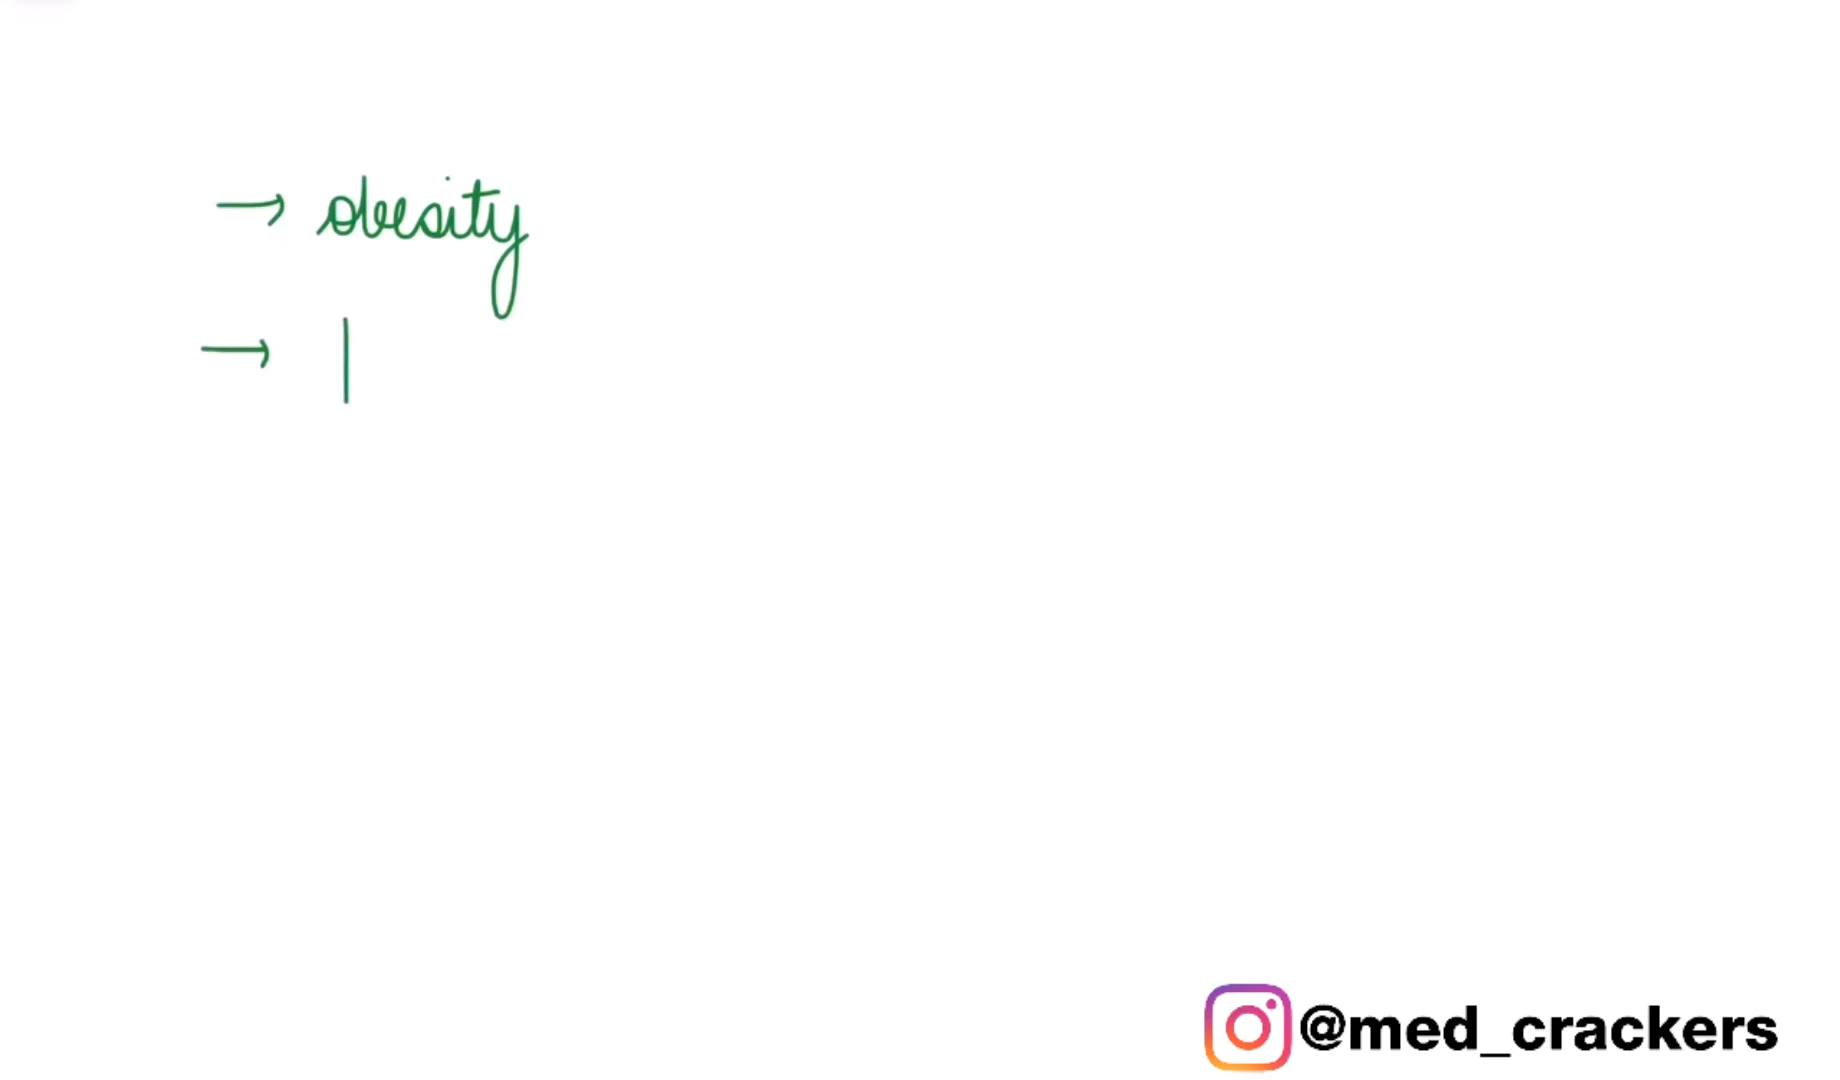 → obesity
→ |
@med_crackers